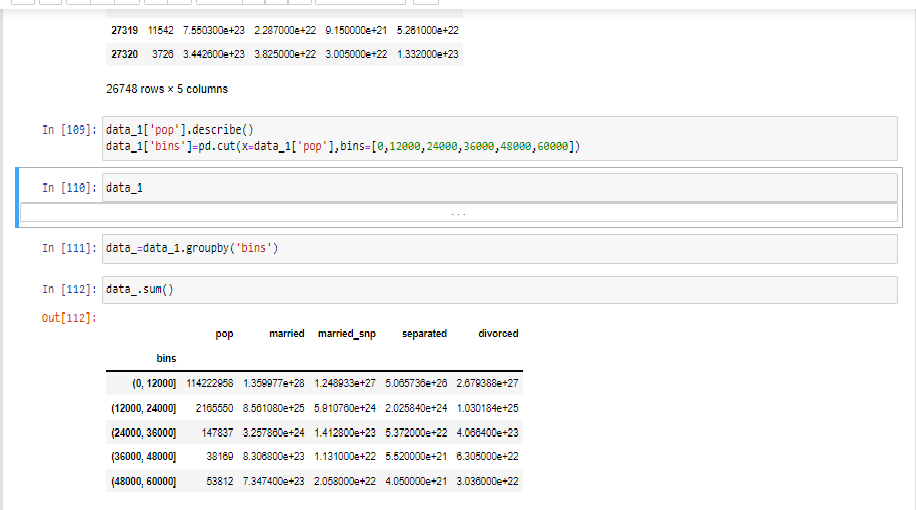 27319 11542 7.550300e+23 2.287000e+22 9.150000e+21 5.261000e+22
27320 3726 3.442600e+23 3.825000e+22 3.005000e+22 1.332000e+23
26748 rows × 5 columns
In [109]: data_1['pop'].describe()
data_1['bins']=pd.cut(x=data_1['pop'],bins=[0,12000,24000,36000,48000,60000])
In [110]: data_1
...
In [111]: data_=data_1.groupby('bins')
In [112]: data_.sum()
Out[112]:
pop married married_snp separated divorced
bins
(0, 12000] 114222958 1.359977e+28 1.248933e+27 5.065736e+26 2.679388e+27
(12000, 24000] 2165550 8.561080e+25 5.910760e+24 2.025840e+24 1.030184e+25
(24000, 36000] 147837 3.257860e+24 1.412800e+23 5.372000e+22 4.066400e+23
(36000, 48000] 38169 8.306800e+23 1.131000e+22 5.520000e+21 6.305000e+22
(48000, 60000] 53812 7.347400e+23 2.058000e+22 4.050000e+21 3.036000e+22